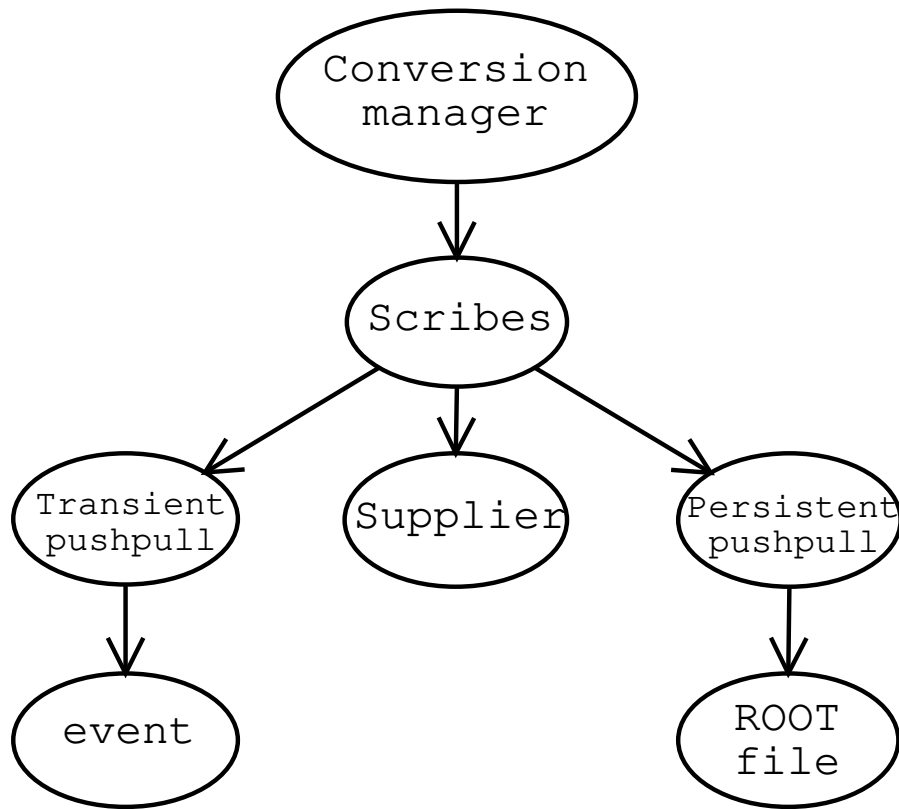 Conversion
manager
Scribes
Transient
pushpull
Supplier
Persistent
pushpull
event
ROOT
file